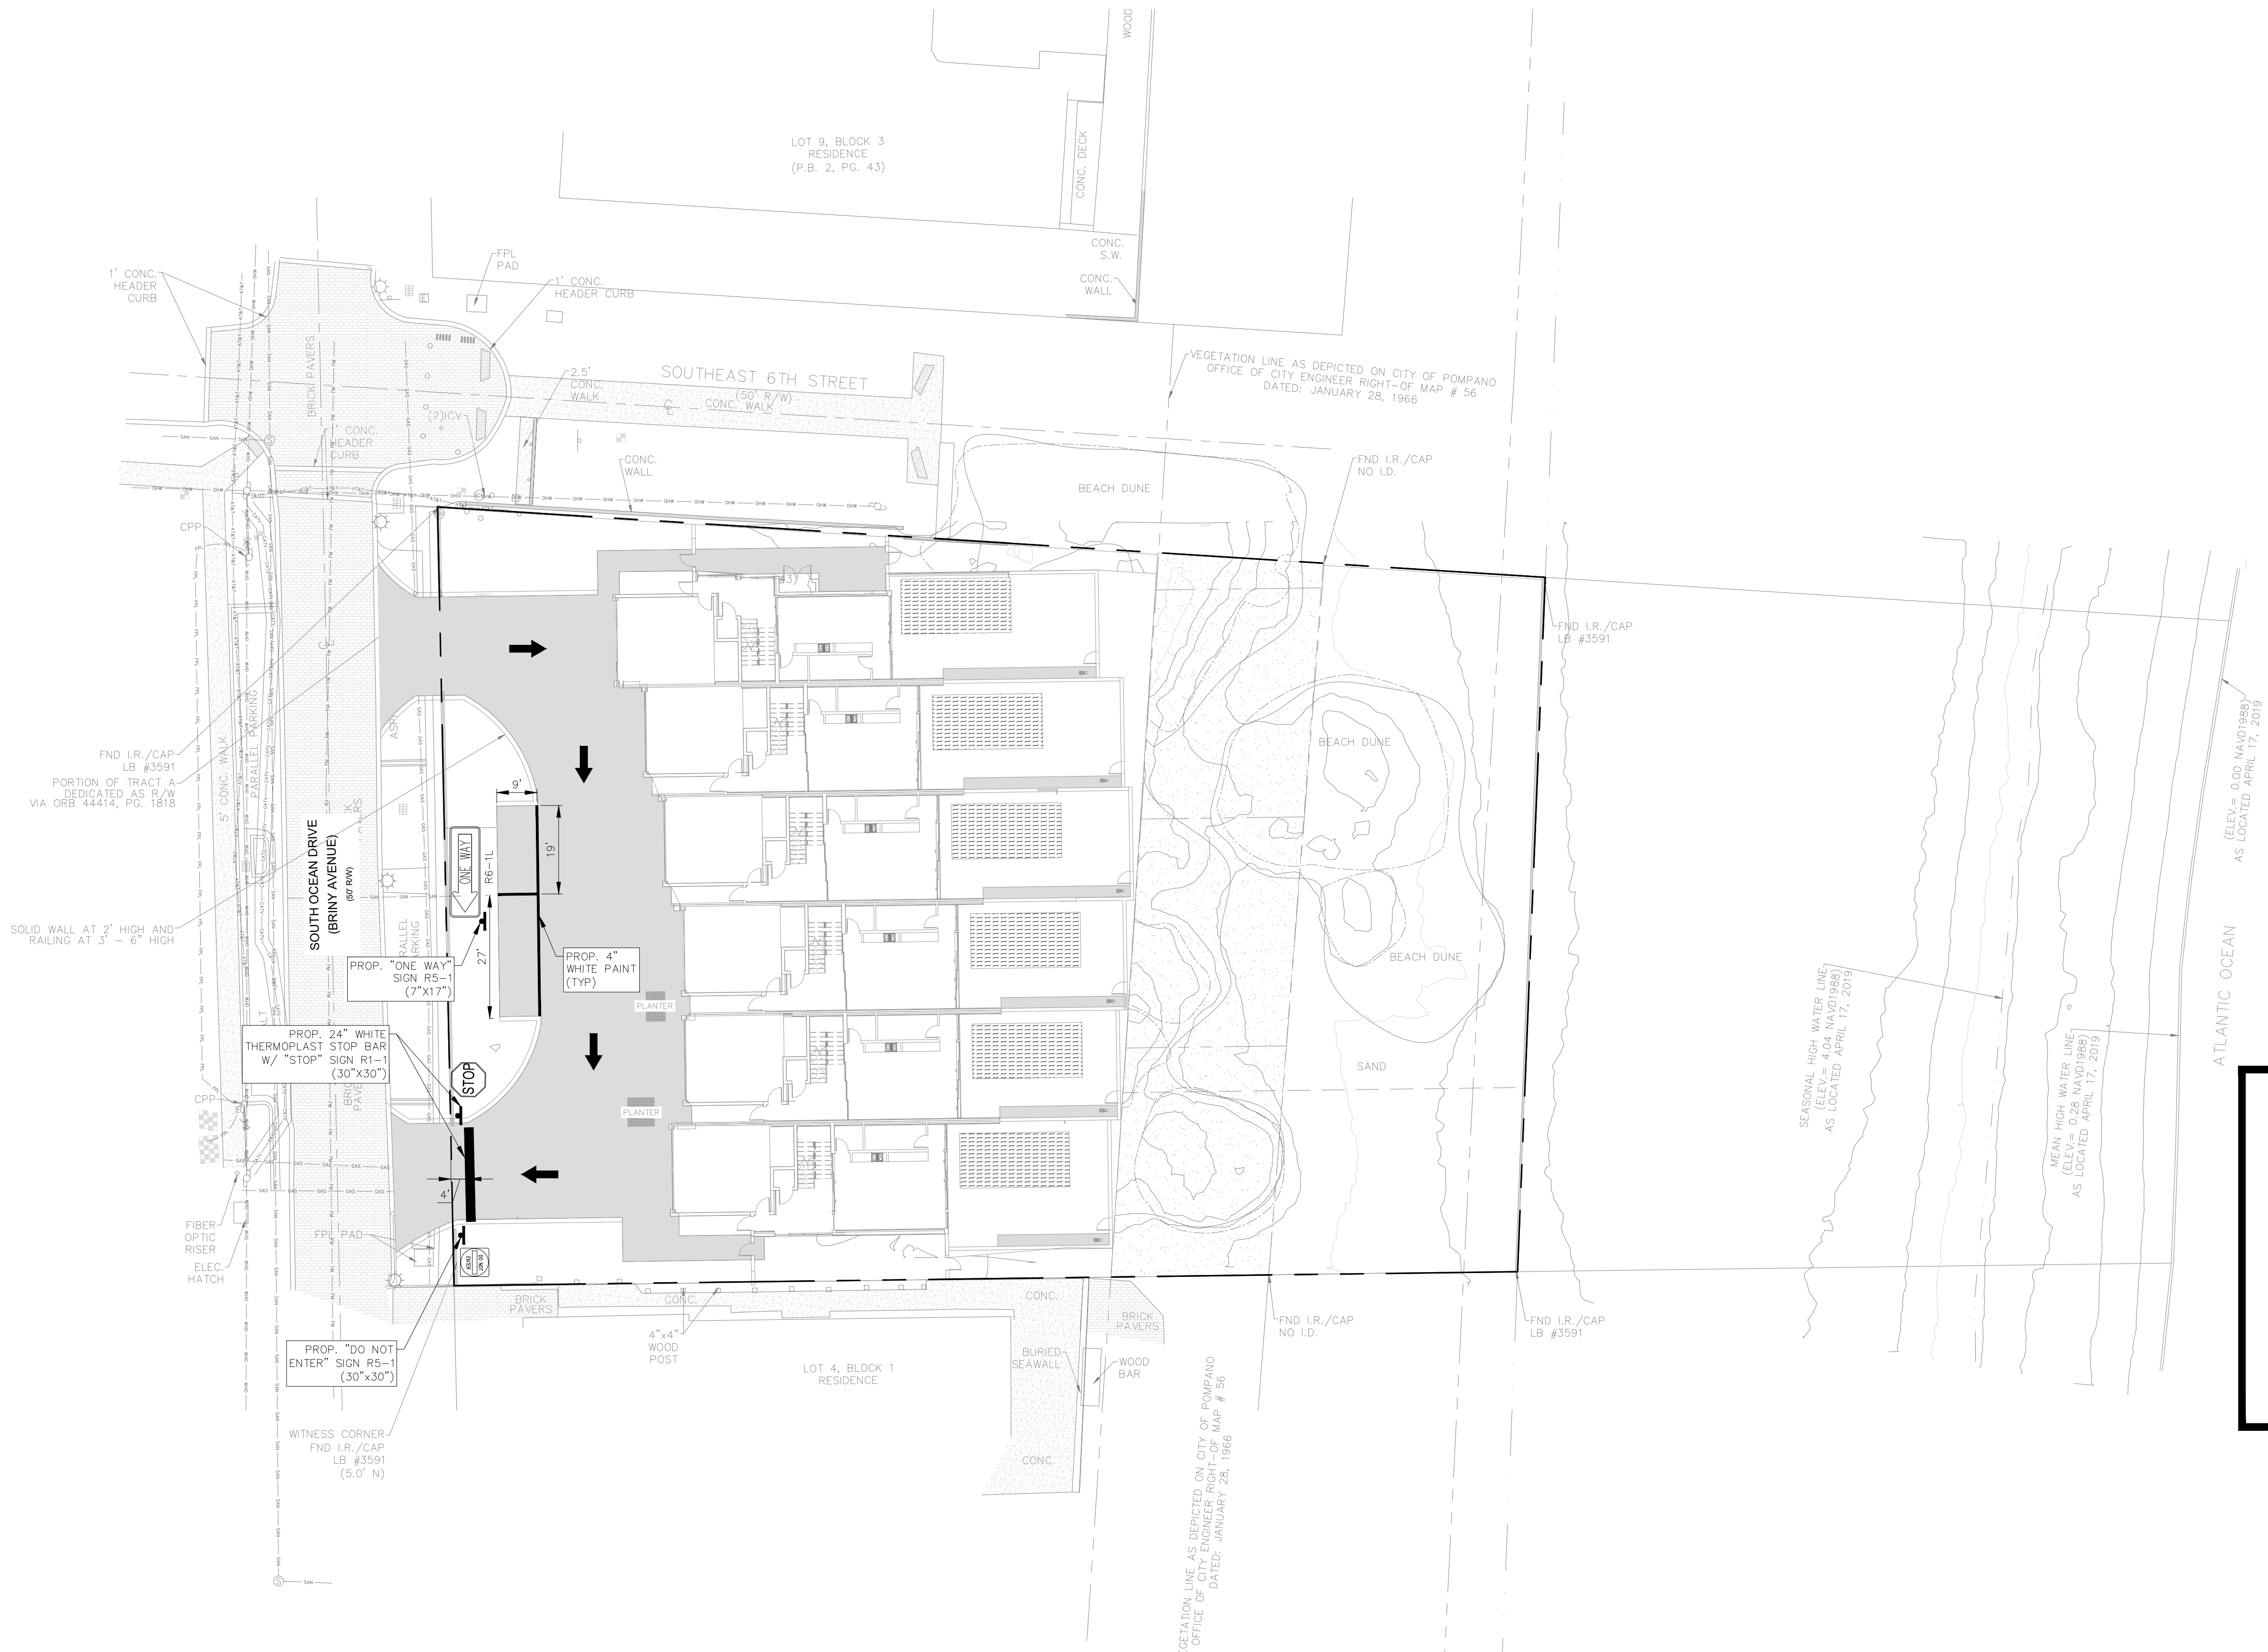 WOOD
LOT 9, BLOCK 3
RESIDENCE
(P.B. 2, PG. 43)
CONC. DECK
CONC.
S.W.
CONC.
WALL
FPL
PAD
1' CONC.
HEADER
CURB
1' CONC.
HEADER CURB
BRICK PAVERS
2.5'
CONC.
WALK
SOUTHEAST 6TH STREET
(50' R/W)
CONC. WALK
VEGETATION LINE AS DEPICTED ON CITY OF POMPANO
OFFICE OF CITY ENGINEER RIGHT-OF MAP # 56
DATED: JANUARY 28, 1966
(2)ICV
1' CONC.
HEADER
CURB
CONC.
WALL
FND I.R./CAP
NO I.D.
BEACH DUNE
CPP
FND I.R./CAP
LB #3591
FND I.R./CAP
LB #3591
PORTION OF TRACT A
DEDICATED AS R/W
VIA ORB 44414, PG. 1818
5' CONC. WALK
PARALLEL PARKING
BEACH DUNE
(ELEV.= 0.00 NAVD1988)
AS LOCATED APRIL 17, 2019
9'
19'
27'
ONE WAY
R6-1L
SOUTH OCEAN DRIVE
(BRINY AVENUE)
(50' R/W)
SOLID WALL AT 2' HIGH AND
RAILING AT 3' - 6" HIGH
PROP. "ONE WAY"
SIGN R5-1
(7"X17")
PROP. 4"
WHITE PAINT
(TYP)
BEACH DUNE
ATLANTIC OCEAN
SEASONAL HIGH WATER LINE
(ELEV.= 4.04 NAVD1988)
AS LOCATED APRIL 17, 2019
MEAN HIGH WATER LINE
(ELEV.= 0.28 NAVD1988)
AS LOCATED APRIL 17, 2019
PLANTER
PROP. 24" WHITE
THERMOPLAST STOP BAR
W/ "STOP" SIGN R1-1
(30"X30")
STOP
SAND
CPP
PLANTER
4'
FIBER
OPTIC
RISER
ELEC.
HATCH
FPL PAD
DO NOT
ENTER
BRICK
PAVERS
CONC.
CONC.
BRICK
PAVERS
FND I.R./CAP
NO I.D.
FND I.R./CAP
LB #3591
PROP. "DO NOT
ENTER" SIGN R5-1
(30"x30")
4"x4"
WOOD
POST
LOT 4, BLOCK 1
RESIDENCE
BURIED
SEAWALL
WOOD
BAR
WITNESS CORNER
FND I.R./CAP
LB #3591
(5.0' N)
CONC.
VEGETATION LINE AS DEPICTED ON CITY OF POMPANO
OFFICE OF CITY ENGINEER RIGHT-OF MAP # 56
DATED: JANUARY 28, 1966